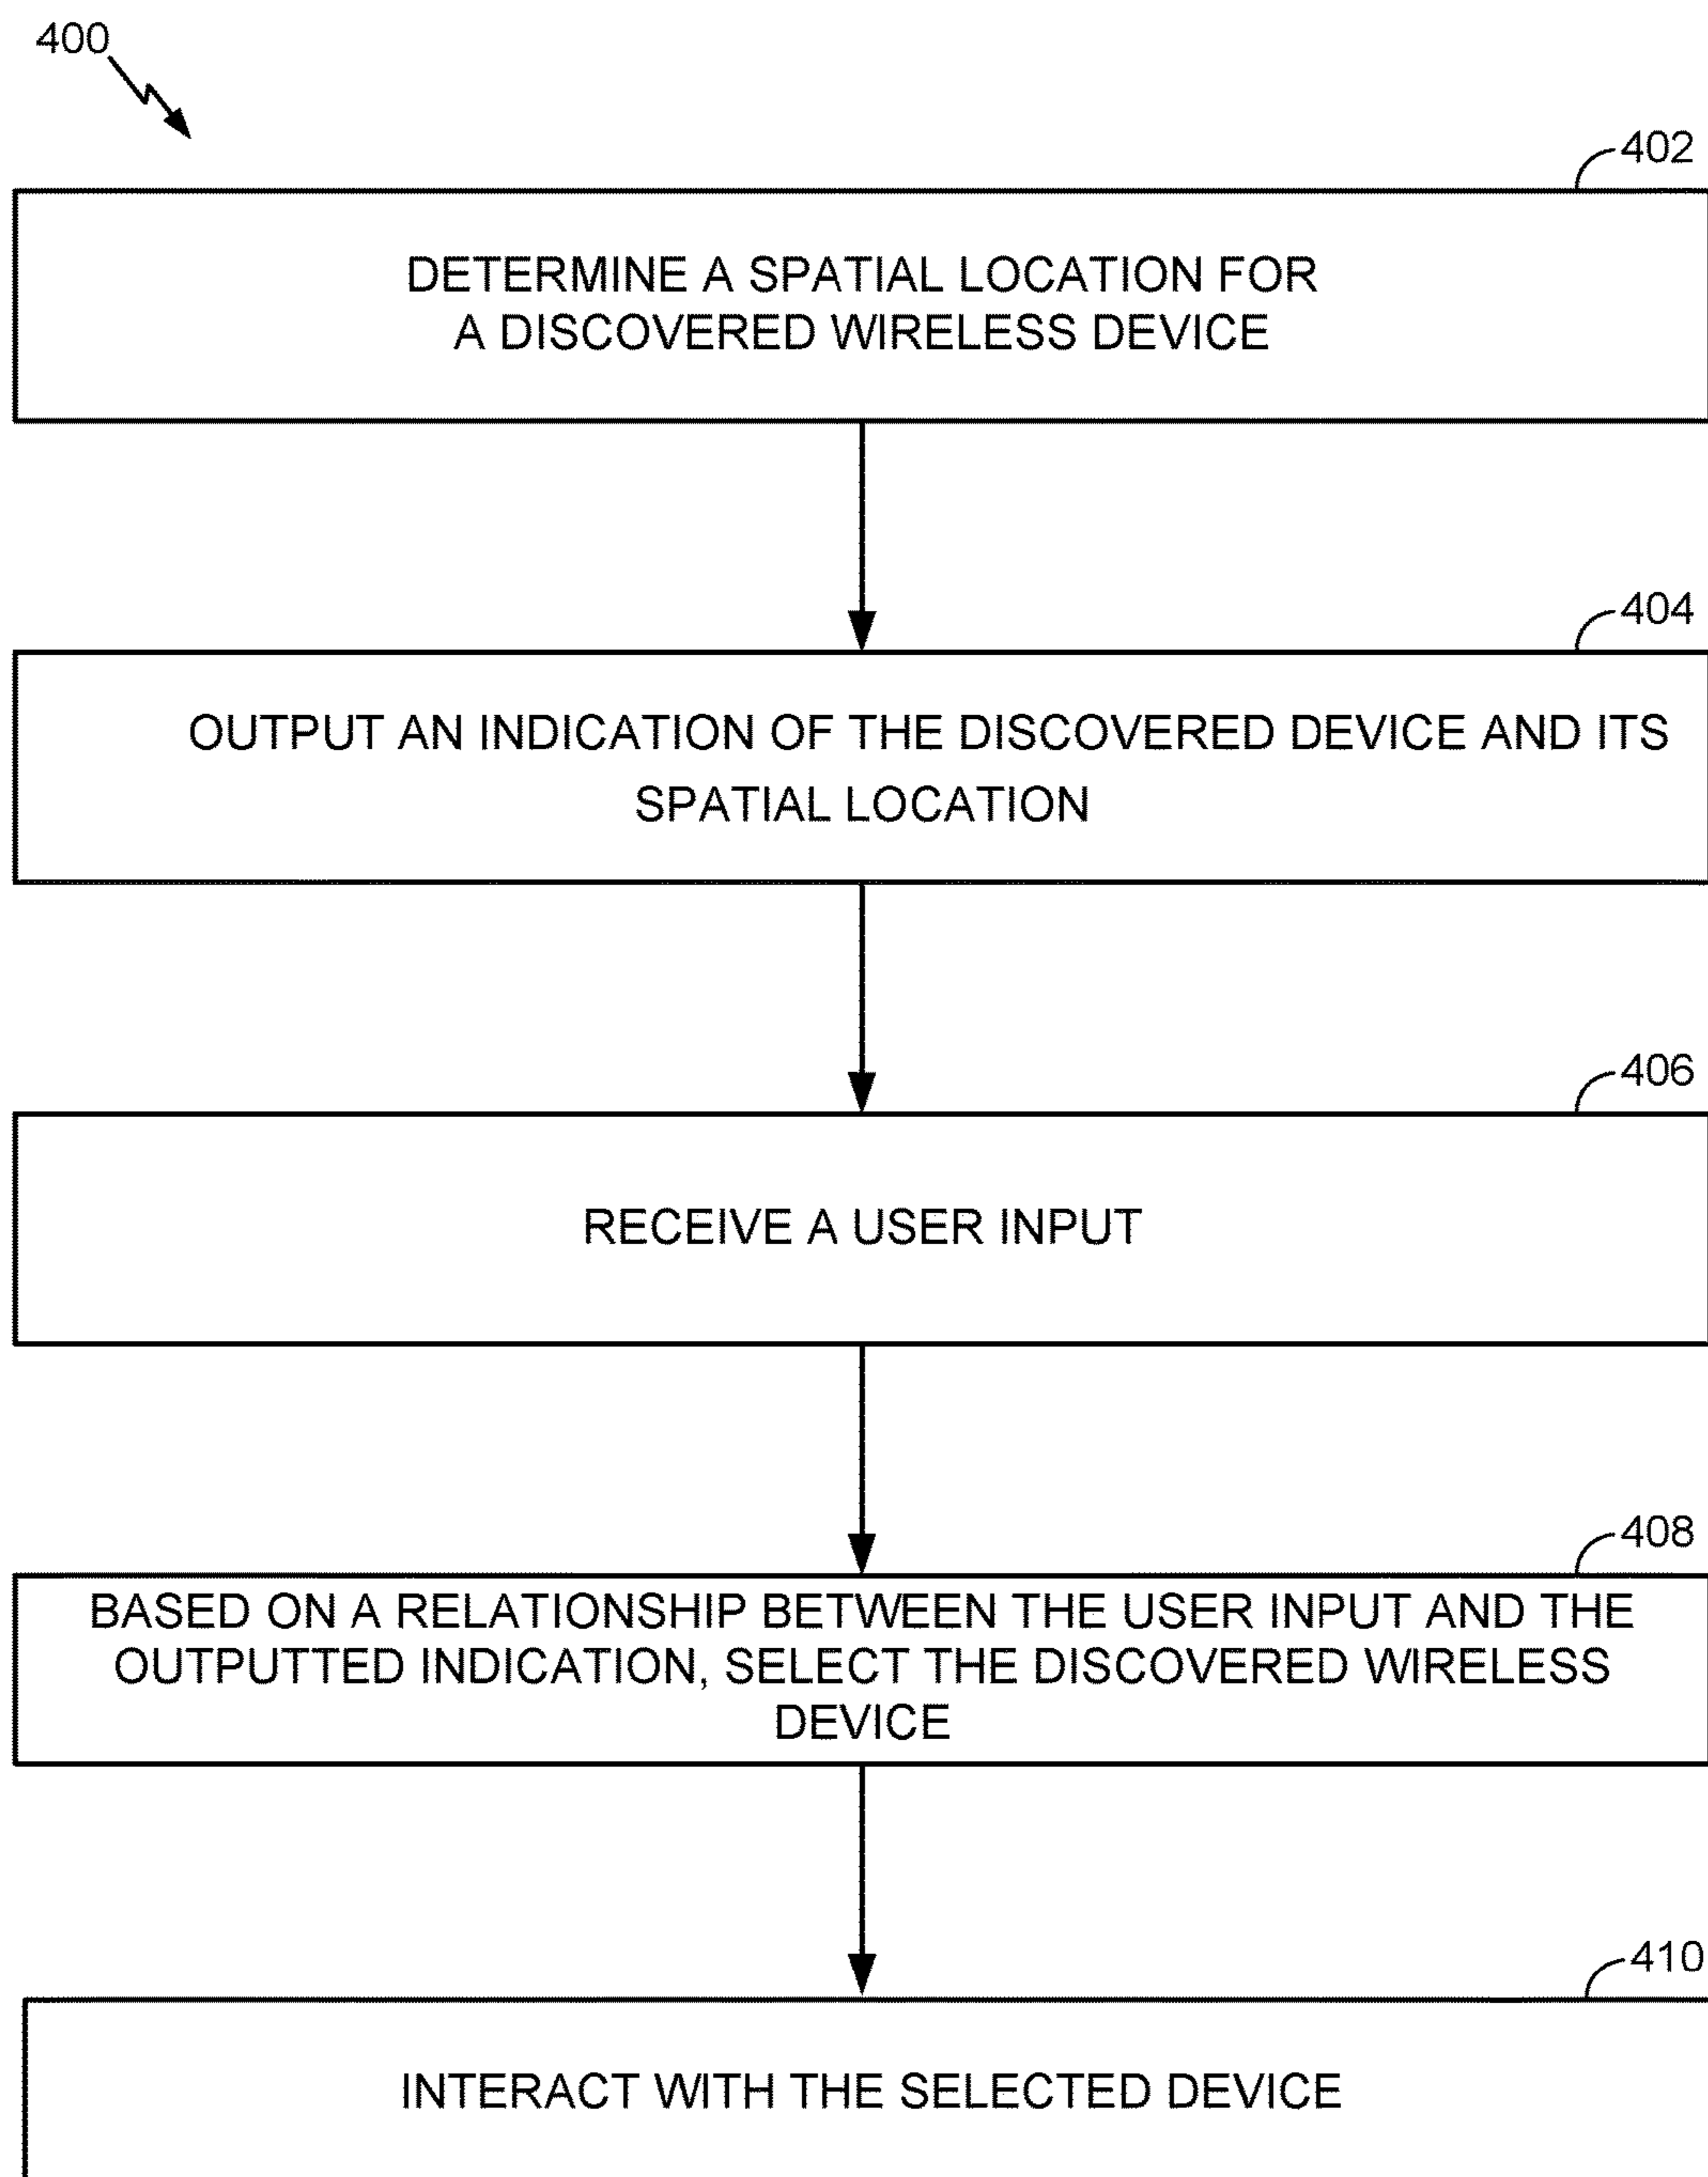 400
402
DETERMINE A SPATIAL LOCATION FOR
A DISCOVERED WIRELESS DEVICE
404
OUTPUT AN INDICATION OF THE DISCOVERED DEVICE AND ITS
SPATIAL LOCATION
406
RECEIVE A USER INPUT
408
BASED ON A RELATIONSHIP BETWEEN THE USER INPUT AND THE
OUTPUTTED INDICATION, SELECT THE DISCOVERED WIRELESS
DEVICE
410
INTERACT WITH THE SELECTED DEVICE